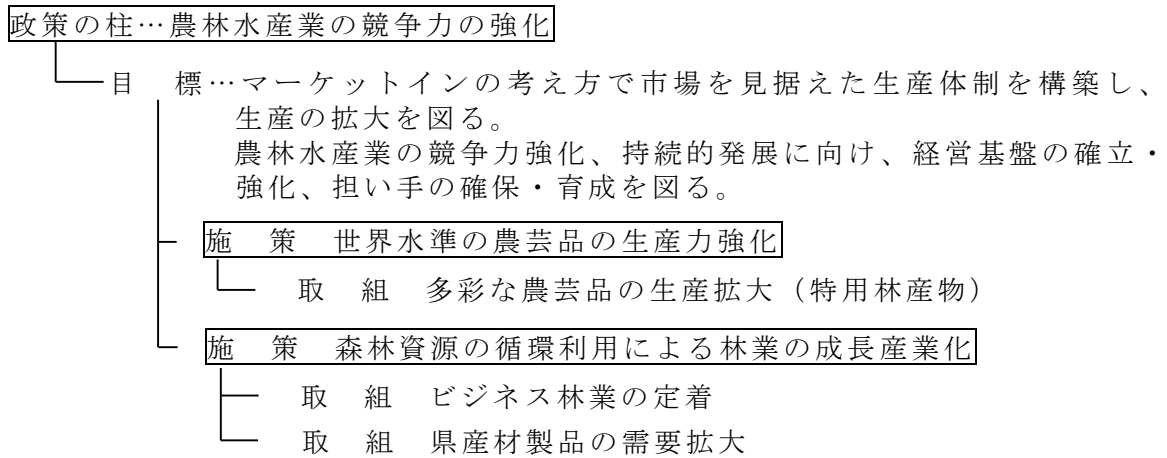 政策の柱…農林水産業の競争力の強化
目　標…マーケットインの考え方で市場を見据えた生産体制を構築し、
生産の拡大を図る。
農林水産業の競争力強化、持続的発展に向け、経営基盤の確立・
強化、担い手の確保・育成を図る。
施　策　世界水準の農芸品の生産力強化
取　組　多彩な農芸品の生産拡大（特用林産物）
施　策　森林資源の循環利用による林業の成長産業化
取　組　ビジネス林業の定着
取　組　県産材製品の需要拡大